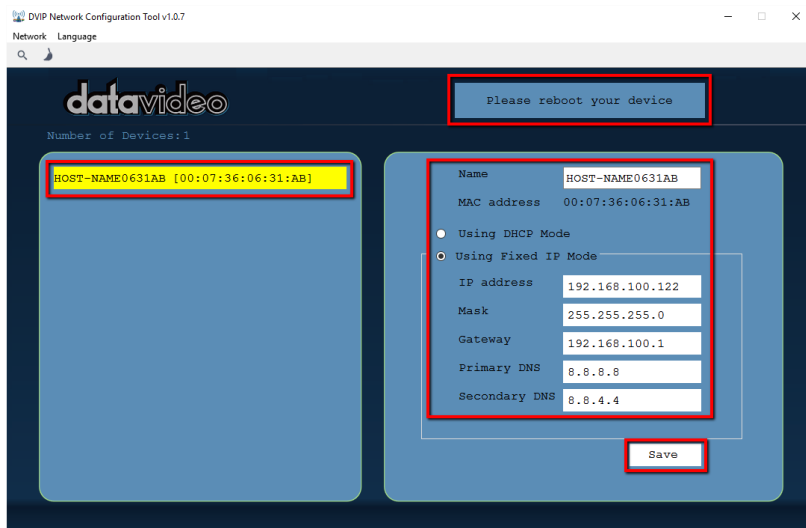 DVIP Network Configuration Tool v1.0.7
Network Language
datavideo
Please reboot your device
Number of Devices:1
HOST-NAME0631AB [00:07:36:06:31:AB]
Name HOST-NAME0631AB
MAC address 00:07:36:06:31:AB
Using DHCP Mode
Using Fixed IP Mode
IP address 192.168.100.122
Mask 255.255.255.0
Gateway 192.168.100.1
Primary DNS 8.8.8.8
Secondary DNS 8.8.4.4
Save